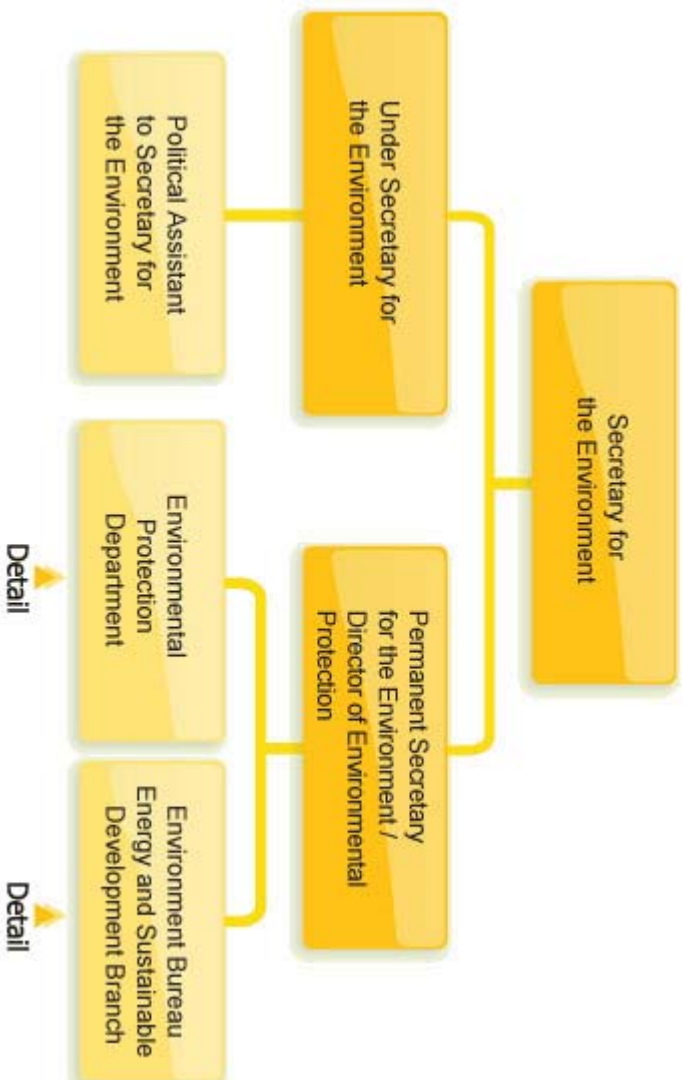 Secretary for
the Environment
Under Secretary for
the Environment
Permanent Secretary
for the Environment /
Director of Environmental
Protection
Political Assistant
to Secretary for
the Environment
Environmental
Protection
Department
Environment Bureau
Energy and Sustainable
Development Branch
Detail
Detail